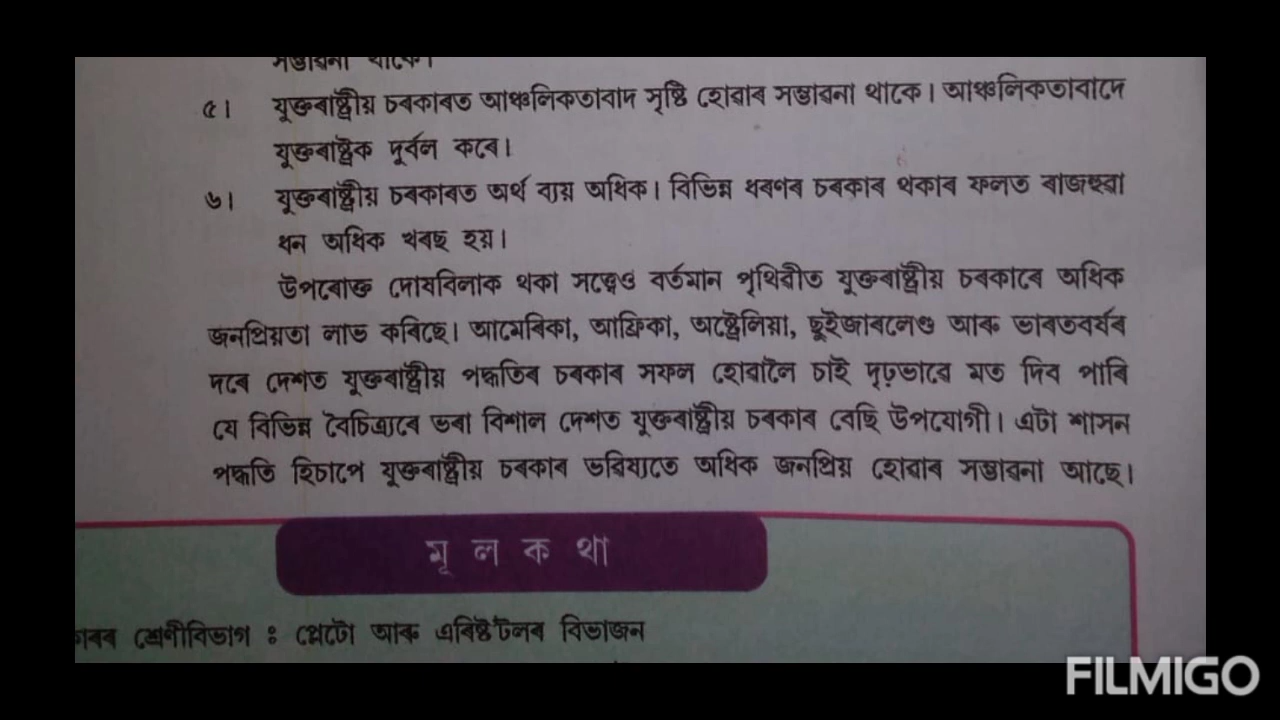 সম্ভাৱনা থাকে।
৫। যুক্তৰাষ্ট্ৰীয় চৰকাৰত আঞ্চলিকতাবাদ সৃষ্টি হোৱাৰ সম্ভাৱনা থাকে। আঞ্চলিকতাবাদে
যুক্তৰাষ্ট্ৰক দুৰ্বল কৰে।
৬। যুক্তৰাষ্ট্ৰীয় চৰকাৰত অৰ্থ ব্যয় অধিক। বিভিন্ন ধৰণৰ চৰকাৰ থকাৰ ফলত ৰাজহুৱা
ধন অধিক খৰছ হয়।
উপৰোক্ত দোষবিলাক থকা সত্ত্বেও বৰ্তমান পৃথিৱীত যুক্তৰাষ্ট্ৰীয় চৰকাৰে অধিক
জনপ্ৰিয়তা লাভ কৰিছে। আমেৰিকা, আফ্ৰিকা, অষ্ট্ৰেলিয়া, ছুইজাৰলেণ্ড আৰু ভাৰতবৰ্ষৰ
দৰে দেশত যুক্তৰাষ্ট্ৰীয় পদ্ধতিৰ চৰকাৰ সফল হোৱালৈ চাই দৃঢ়ভাৱে মত দিব পাৰি
যে বিভিন্ন বৈচিত্ৰ্যৰে ভৰা বিশাল দেশত যুক্তৰাষ্ট্ৰীয় চৰকাৰ বেছি উপযোগী। এটা শাসন
পদ্ধতি হিচাপে যুক্তৰাষ্ট্ৰীয় চৰকাৰ ভৱিষ্যতে অধিক জনপ্ৰিয় হোৱাৰ সম্ভাৱনা আছে।
মূল কথা
শ্ৰেণীবিভাগ : প্লেটো আৰু এৰিষ্টটলৰ বিভাজন
FILMIGO